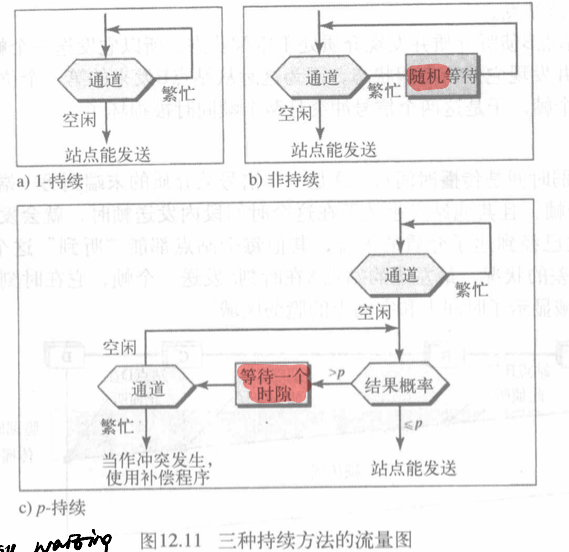 通道
繁忙
空闲
站点能发送
a) 1-持续
通道
繁忙
随机等待
空闲
站点能发送
b) 非持续
通道
繁忙
空闲
空闲
通道
等待一个
时隙
>p
结果概率
繁忙
≤p
当作冲突发生,
使用补偿程序
站点能发送
c) p-持续
图12.11 三种持续方法的流量图